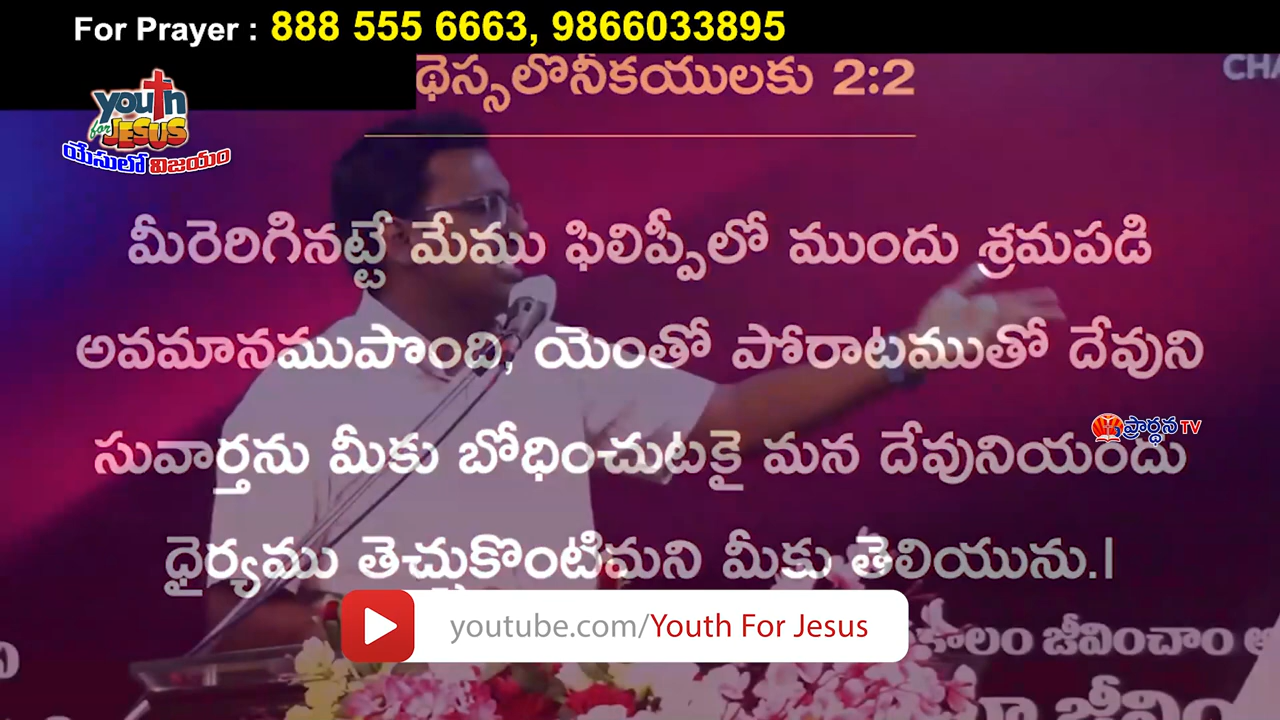 For Prayer : 888 555 6663, 9866033895
థెస్సలొనీకయులకు 2:2
CHA
youth
for JESUS
యేసులో విజయం
మీరెరిగినట్టే మేము ఫిలిప్పీలో ముందు శ్రమపడి
అవమానముపొంది, యెంతో పోరాటముతో దేవుని
ప్రార్థన TV
సువార్తను మీకు బోధించుటకై మన దేవునియందు
ధైర్యము తెచ్చుకొంటిమని మీకు తెలియును.
youtube.com/Youth For Jesus
జీవించాం